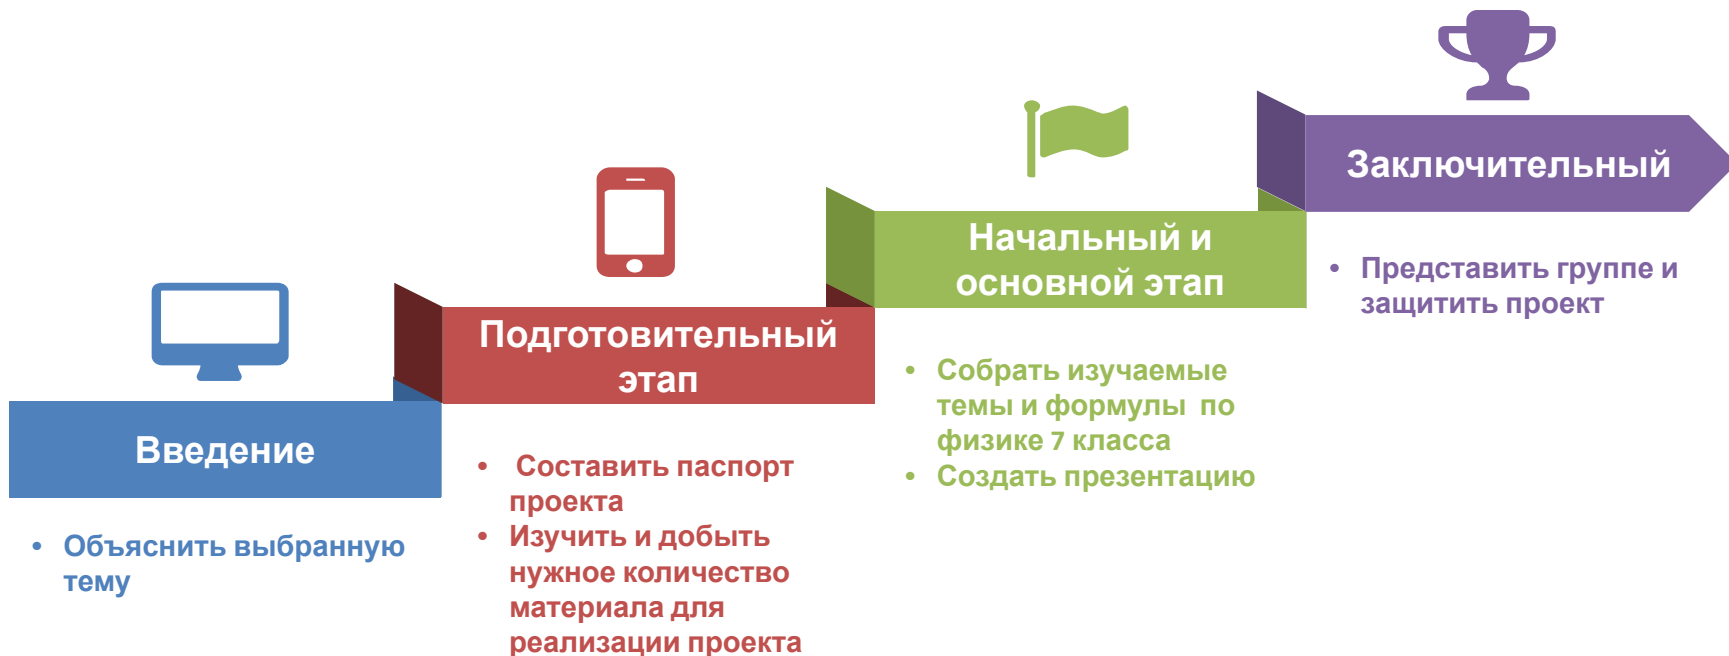 Введение
• Объяснить выбранную
тему
Подготовительный
этап
• Составить паспорт
проекта
• Изучить и добыть
нужное количество
материала для
реализации проекта
Начальный и
основной этап
• Собрать изучаемые
темы и формулы по
физике 7 класса
• Создать презентацию
Заключительный
• Представить группе и
защитить проект